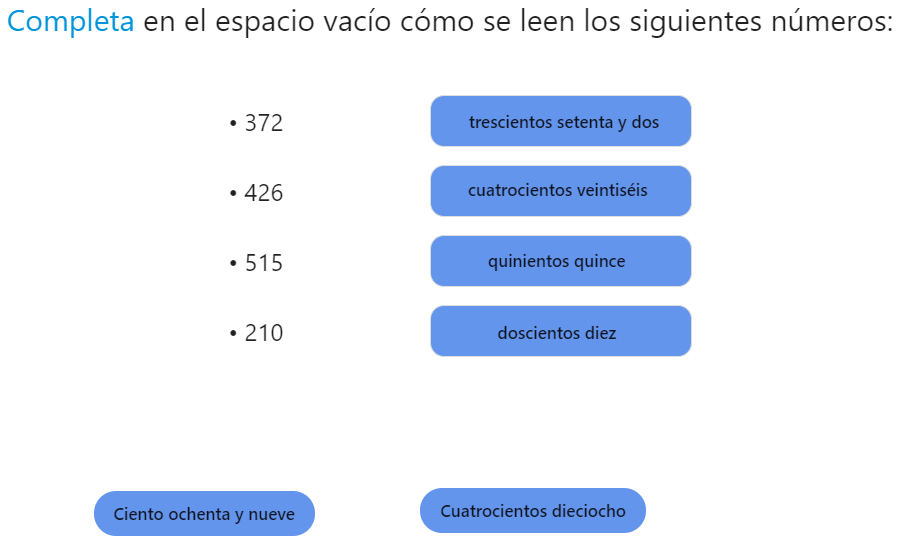 Completa en el espacio vacío cómo se leen los siguientes números:
• 372 trescientos setenta y dos
• 426 cuatrocientos veintiséis
• 515 quinientos quince
• 210 doscientos diez
Ciento ochenta y nueve Cuatrocientos dieciocho